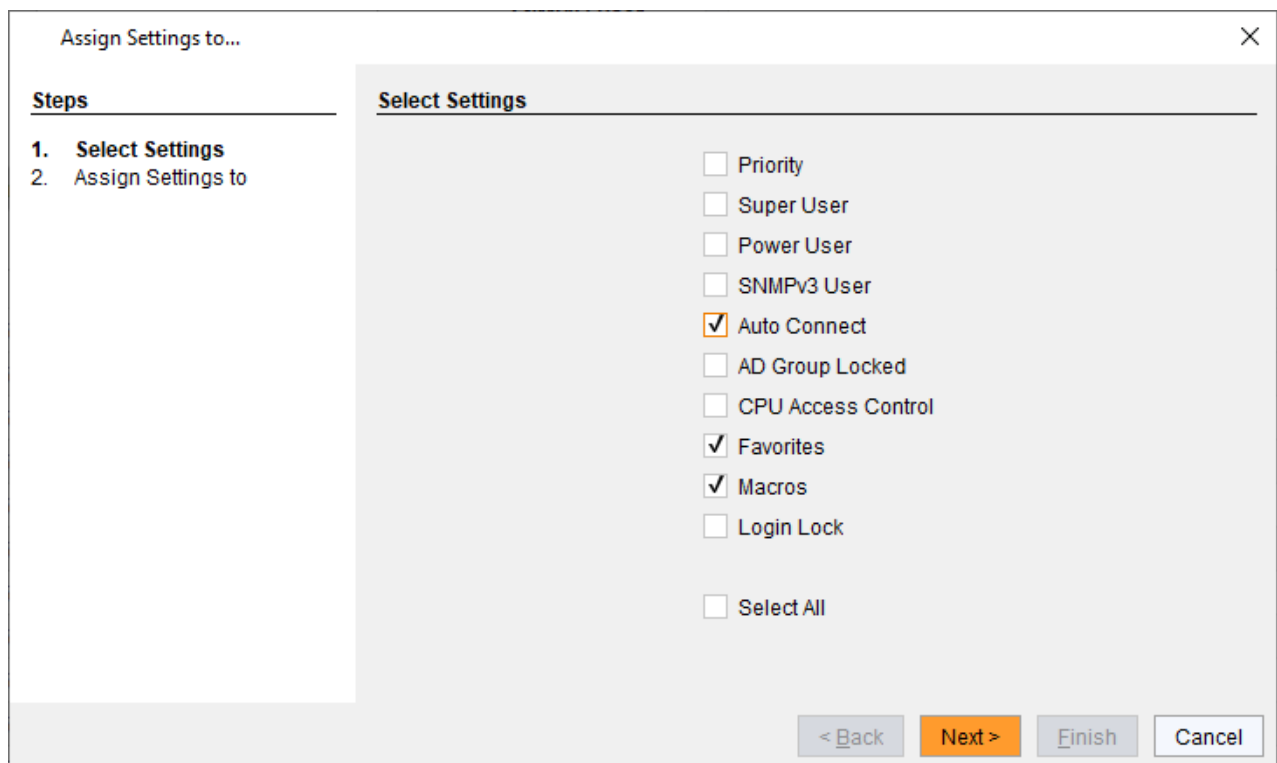 Assign Settings to...
Steps
1. Select Settings
2. Assign Settings to
Select Settings
Priority
Super User
Power User
SNMPv3 User
Auto Connect
AD Group Locked
CPU Access Control
Favorites
Macros
Login Lock
Select All
< Back
Next >
Finish
Cancel